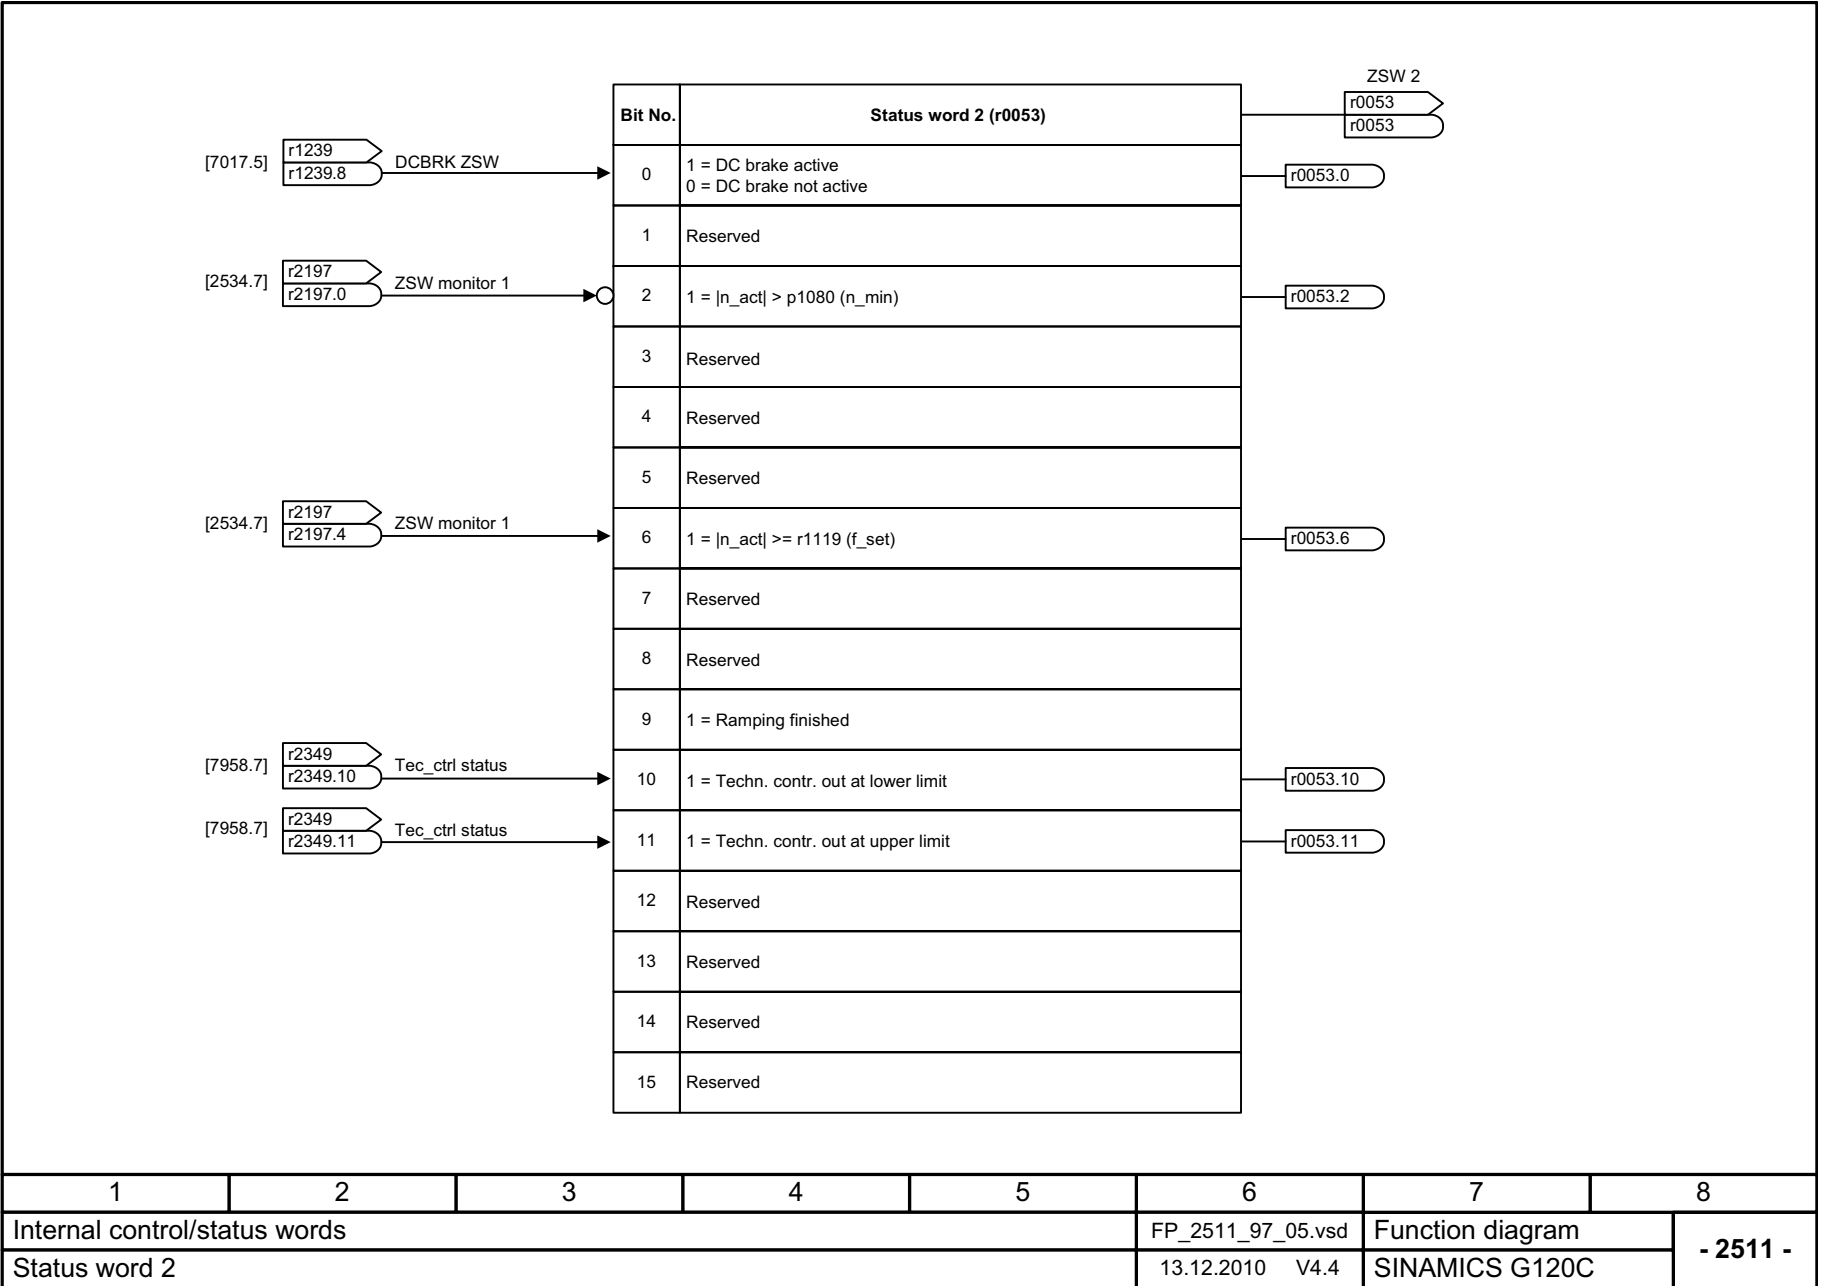 ZSW 2
r0053
r0053
Bit No. Status word 2 (r0053)
[7017.5] r1239 r1239.8 DCBRK ZSW 0 1 = DC brake active
0 = DC brake not active r0053.0
1 Reserved
[2534.7] r2197 r2197.0 ZSW monitor 1 2 1 = |n_act| > p1080 (n_min) r0053.2
3 Reserved
4 Reserved
5 Reserved
[2534.7] r2197 r2197.4 ZSW monitor 1 6 1 = |n_act| >= r1119 (f_set) r0053.6
7 Reserved
8 Reserved
9 1 = Ramping finished
[7958.7] r2349 r2349.10 Tec_ctrl status 10 1 = Techn. contr. out at lower limit r0053.10
[7958.7] r2349 r2349.11 Tec_ctrl status 11 1 = Techn. contr. out at upper limit r0053.11
12 Reserved
13 Reserved
14 Reserved
15 Reserved
1 2 3 4 5 6 7 8
Internal control/status words FP_2511_97_05.vsd Function diagram - 2511 -
Status word 2 13.12.2010 V4.4 SINAMICS G120C